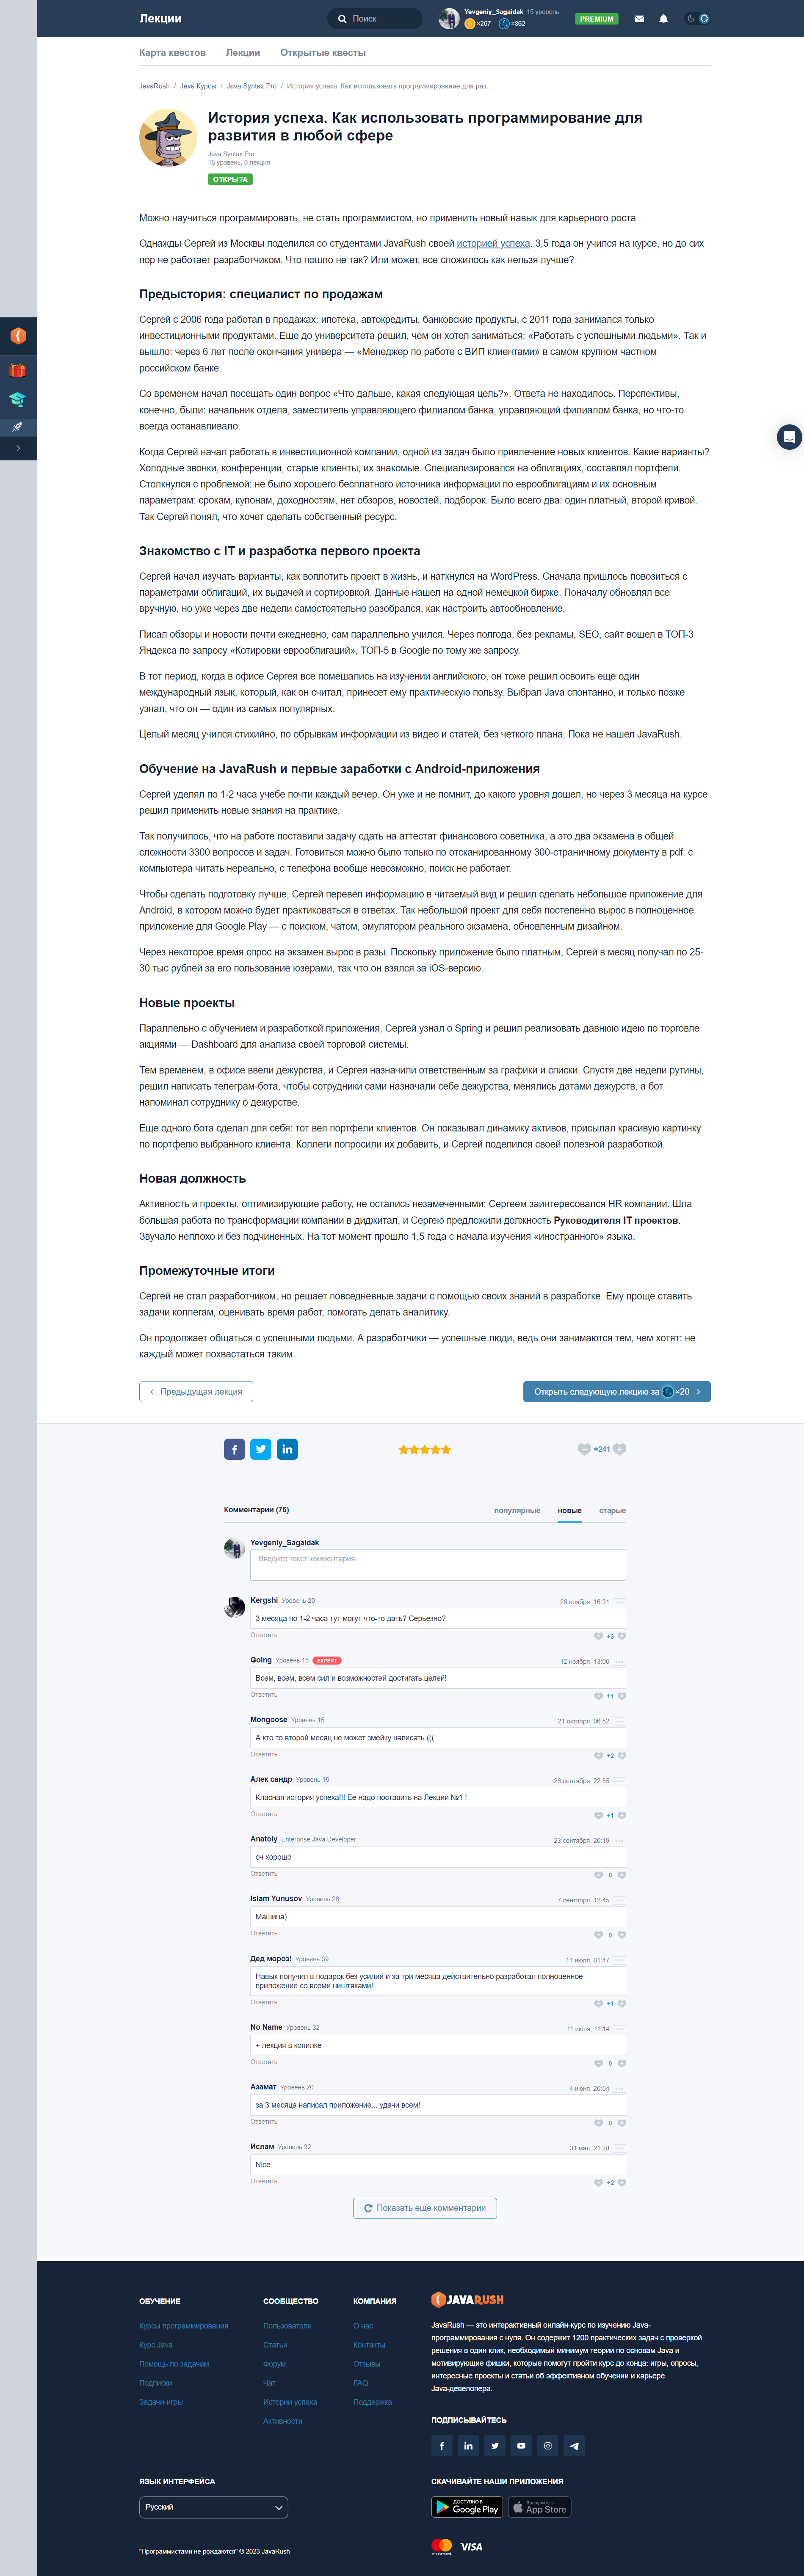 Лекции
Поиск
Yevgeniy_Sagaidak 15 уровень
×267 ×862
PREMIUM
Карта квестов Лекции Открытые квесты
JavaRush / Java Курсы / Java Syntax Pro / История успеха. Как использовать программирование для раз...
История успеха. Как использовать программирование для
развития в любой сфере
Java Syntax Pro
15 уровень, 0 лекция
ОТКРЫТА
Можно научиться программировать, не стать программистом, но применить новый навык для карьерного роста
Однажды Сергей из Москвы поделился со студентами JavaRush своей историей успеха. 3,5 года он учился на курсе, но до сих
пор не работает разработчиком. Что пошло не так? Или может, все сложилось как нельзя лучше?
Предыстория: специалист по продажам
Сергей с 2006 года работал в продажах: ипотека, автокредиты, банковские продукты, с 2011 года занимался только
инвестиционными продуктами. Еще до университета решил, чем он хотел заниматься: «Работать с успешными людьми». Так и
вышло: через 6 лет после окончания универа — «Менеджер по работе с ВИП клиентами» в самом крупном частном
российском банке.
Со временем начал посещать один вопрос «Что дальше, какая следующая цель?». Ответа не находилось. Перспективы,
конечно, были: начальник отдела, заместитель управляющего филиалом банка, управляющий филиалом банка, но что-то
всегда останавливало.
Когда Сергей начал работать в инвестиционной компании, одной из задач было привлечение новых клиентов. Какие варианты?
Холодные звонки, конференции, старые клиенты, их знакомые. Специализировался на облигациях, составлял портфели.
Столкнулся с проблемой: не было хорошего бесплатного источника информации по еврооблигациям и их основным
параметрам: срокам, купонам, доходностям, нет обзоров, новостей, подборок. Было всего два: один платный, второй кривой.
Так Сергей понял, что хочет сделать собственный ресурс.
Знакомство с IT и разработка первого проекта
Сергей начал изучать варианты, как воплотить проект в жизнь, и наткнулся на WordPress. Сначала пришлось повозиться с
параметрами облигаций, их выдачей и сортировкой. Данные нашел на одной немецкой бирже. Поначалу обновлял все
вручную, но уже через две недели самостоятельно разобрался, как настроить автообновление.
Писал обзоры и новости почти ежедневно, сам параллельно учился. Через полгода, без рекламы, SEO, сайт вошел в ТОП-3
Яндекса по запросу «Котировки еврооблигаций», ТОП-5 в Google по тому же запросу.
В тот период, когда в офисе Сергея все помешались на изучении английского, он тоже решил освоить еще один
международный язык, который, как он считал, принесет ему практическую пользу. Выбрал Java спонтанно, и только позже
узнал, что он — один из самых популярных.
Целый месяц учился стихийно, по обрывкам информации из видео и статей, без четкого плана. Пока не нашел JavaRush.
Обучение на JavaRush и первые заработки с Android-приложения
Сергей уделял по 1-2 часа учебе почти каждый вечер. Он уже и не помнит, до какого уровня дошел, но через 3 месяца на курсе
решил применить новые знания на практике.
Так получилось, что на работе поставили задачу сдать на аттестат финансового советника, а это два экзамена в общей
сложности 3300 вопросов и задач. Готовиться можно было только по отсканированному 300-страничному документу в pdf: с
компьютера читать нереально, с телефона вообще невозможно, поиск не работает.
Чтобы сделать подготовку лучше, Сергей перевел информацию в читаемый вид и решил сделать небольшое приложение для
Android, в котором можно будет практиковаться в ответах. Так небольшой проект для себя постепенно вырос в полноценное
приложение для Google Play — с поиском, чатом, эмулятором реального экзамена, обновленным дизайном.
Через некоторое время спрос на экзамен вырос в разы. Поскольку приложение было платным, Сергей в месяц получал по 25-
30 тыс рублей за его пользование юзерами, так что он взялся за iOS-версию.
Новые проекты
Параллельно с обучением и разработкой приложения, Сергей узнал о Spring и решил реализовать давнюю идею по торговле
акциями — Dashboard для анализа своей торговой системы.
Тем временем, в офисе ввели дежурства, и Сергея назначили ответственным за графики и списки. Спустя две недели рутины,
решил написать телеграм-бота, чтобы сотрудники сами назначали себе дежурства, менялись датами дежурств, а бот
напоминал сотруднику о дежурстве.
Еще одного бота сделал для себя: тот вел портфели клиентов. Он показывал динамику активов, присылал красивую картинку
по портфелю выбранного клиента. Коллеги попросили их добавить, и Сергей поделился своей полезной разработкой.
Новая должность
Активность и проекты, оптимизирующие работу, не остались незамеченными: Сергеем заинтересовался HR компании. Шла
большая работа по трансформации компании в диджитал, и Сергею предложили должность Руководителя IT проектов.
Звучало неплохо и без подчиненных. На тот момент прошло 1,5 года с начала изучения «иностранного» языка.
Промежуточные итоги
Сергей не стал разработчиком, но решает повседневные задачи с помощью своих знаний в разработке. Ему проще ставить
задачи коллегам, оценивать время работ, помогать делать аналитику.
Он продолжает общаться с успешными людьми. А разработчики — успешные люди, ведь они занимаются тем, чем хотят: не
каждый может похвастаться таким.
Предыдущая лекция
Открыть следующую лекцию за ×20
+241
Комментарии (76)
популярные новые старые
Yevgeniy_Sagaidak
Введите текст комментария
Kergshi Уровень 20 26 ноября, 16:31
3 месяца по 1-2 часа тут могут что-то дать? Серьезно?
Ответить +3
Going Уровень 15 EXPERT 12 ноября, 13:06
Всем, всем, всем сил и возможностей достигать целей!
Ответить +1
Mongoose Уровень 15 21 октября, 06:52
А кто то второй месяц не может змейку написать (((
Ответить +2
Алек сандр Уровень 15 26 сентября, 22:55
Класная история успеха!!! Ее надо поставить на Лекции №1 !
Ответить +1
Anatoly Enterprise Java Developer 23 сентября, 20:19
оч хорошо
Ответить 0
Islam Yunusov Уровень 26 7 сентября, 12:45
Машина)
Ответить 0
Дед мороз! Уровень 39 14 июля, 01:47
Навык получил в подарок без усилий и за три месяца действительно разработал полноценное
приложение со всеми ништяками!
Ответить +1
No Name Уровень 32 11 июня, 11:14
+ лекция в копилке
Ответить 0
Азамат Уровень 20 4 июня, 20:54
за 3 месяца написал приложение... удачи всем!
Ответить 0
Ислам Уровень 32 31 мая, 21:28
Nice
Ответить +2
Показать еще комментарии
ОБУЧЕНИЕ
Курсы программирования
Курс Java
Помощь по задачам
Подписки
Задачи-игры
СООБЩЕСТВО
Пользователи
Статьи
Форум
Чат
Истории успеха
Активности
КОМПАНИЯ
О нас
Контакты
Отзывы
FAQ
Поддержка
JAVARUSH
JavaRush — это интерактивный онлайн-курс по изучению Java-
программирования с нуля. Он содержит 1200 практических задач с проверкой
решения в один клик, необходимый минимум теории по основам Java и
мотивирующие фишки, которые помогут пройти курс до конца: игры, опросы,
интересные проекты и статьи об эффективном обучении и карьере
Java-девелопера.
ПОДПИСЫВАЙТЕСЬ
ЯЗЫК ИНТЕРФЕЙСА
Русский
СКАЧИВАЙТЕ НАШИ ПРИЛОЖЕНИЯ
ДОСТУПНО В
Google Play
Загрузите в
App Store
"Программистами не рождаются" © 2023 JavaRush
mastercard
VISA